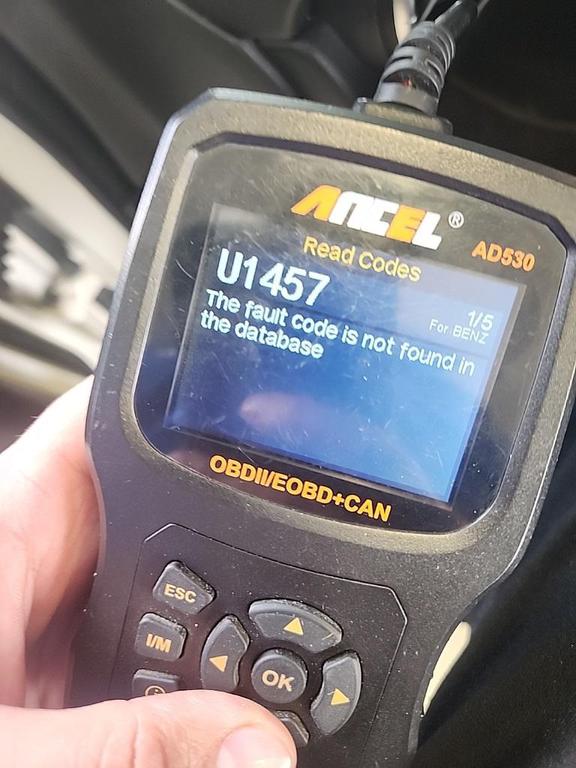 ANCEL®
AD530
Read Codes
U1457
1/5
For BENZ
The fault code is not found in
the database
OBDII/EOBD+CAN
ESC
I/M
OK